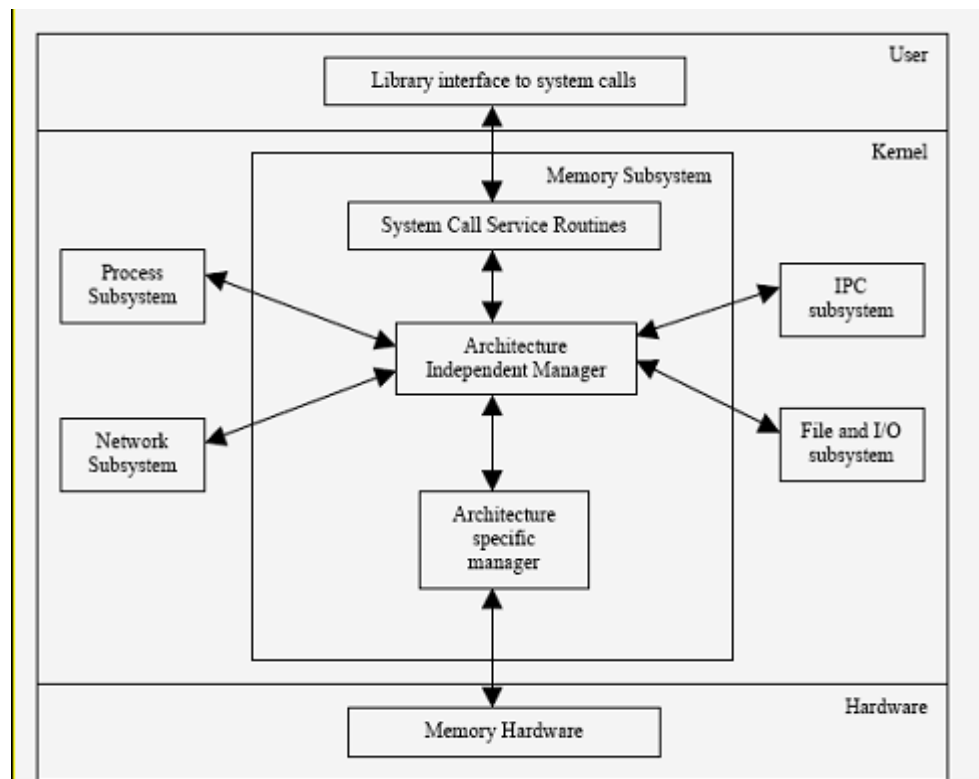 User
Library interface to system calls
Kernel
Memory Subsystem
System Call Service Routines
Process
Subsystem
IPC
subsystem
Architecture
Independent Manager
Network
Subsystem
File and I/O
subsystem
Architecture
specific
manager
Hardware
Memory Hardware